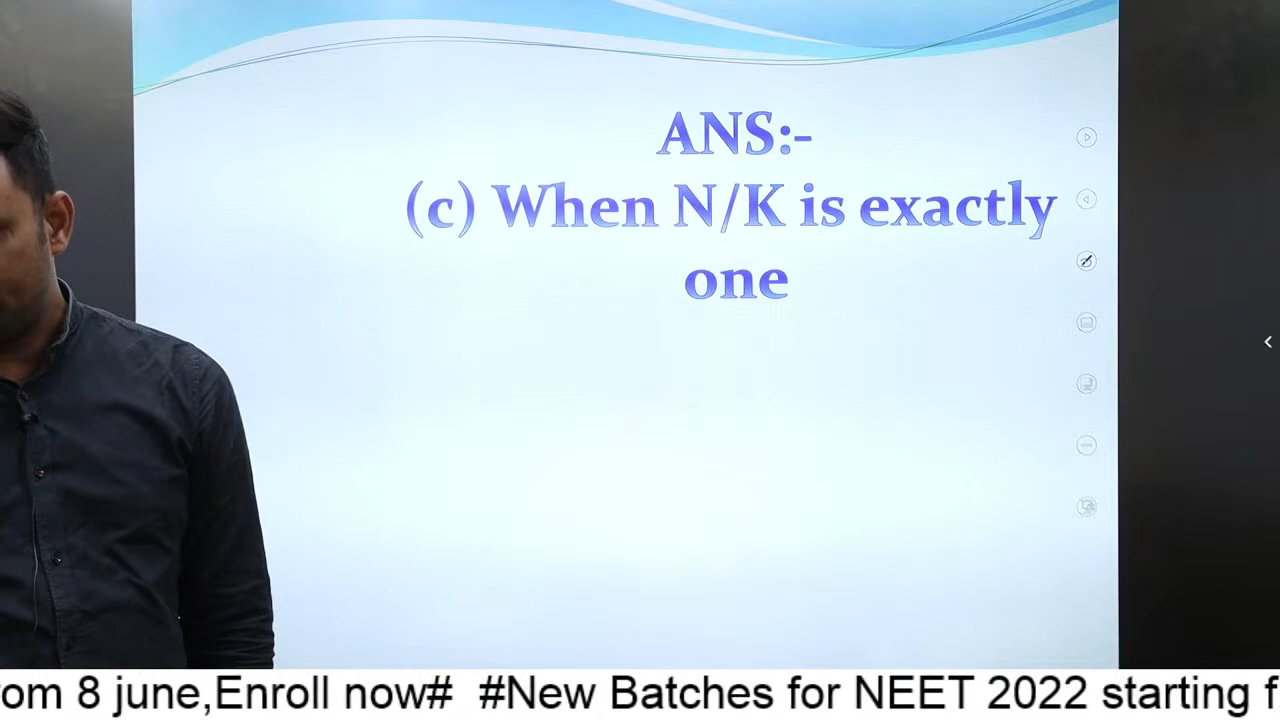 ANS:-
(c) When N/K is exactly
one
om 8 june,Enroll now#  #New Batches for NEET 2022 starting f